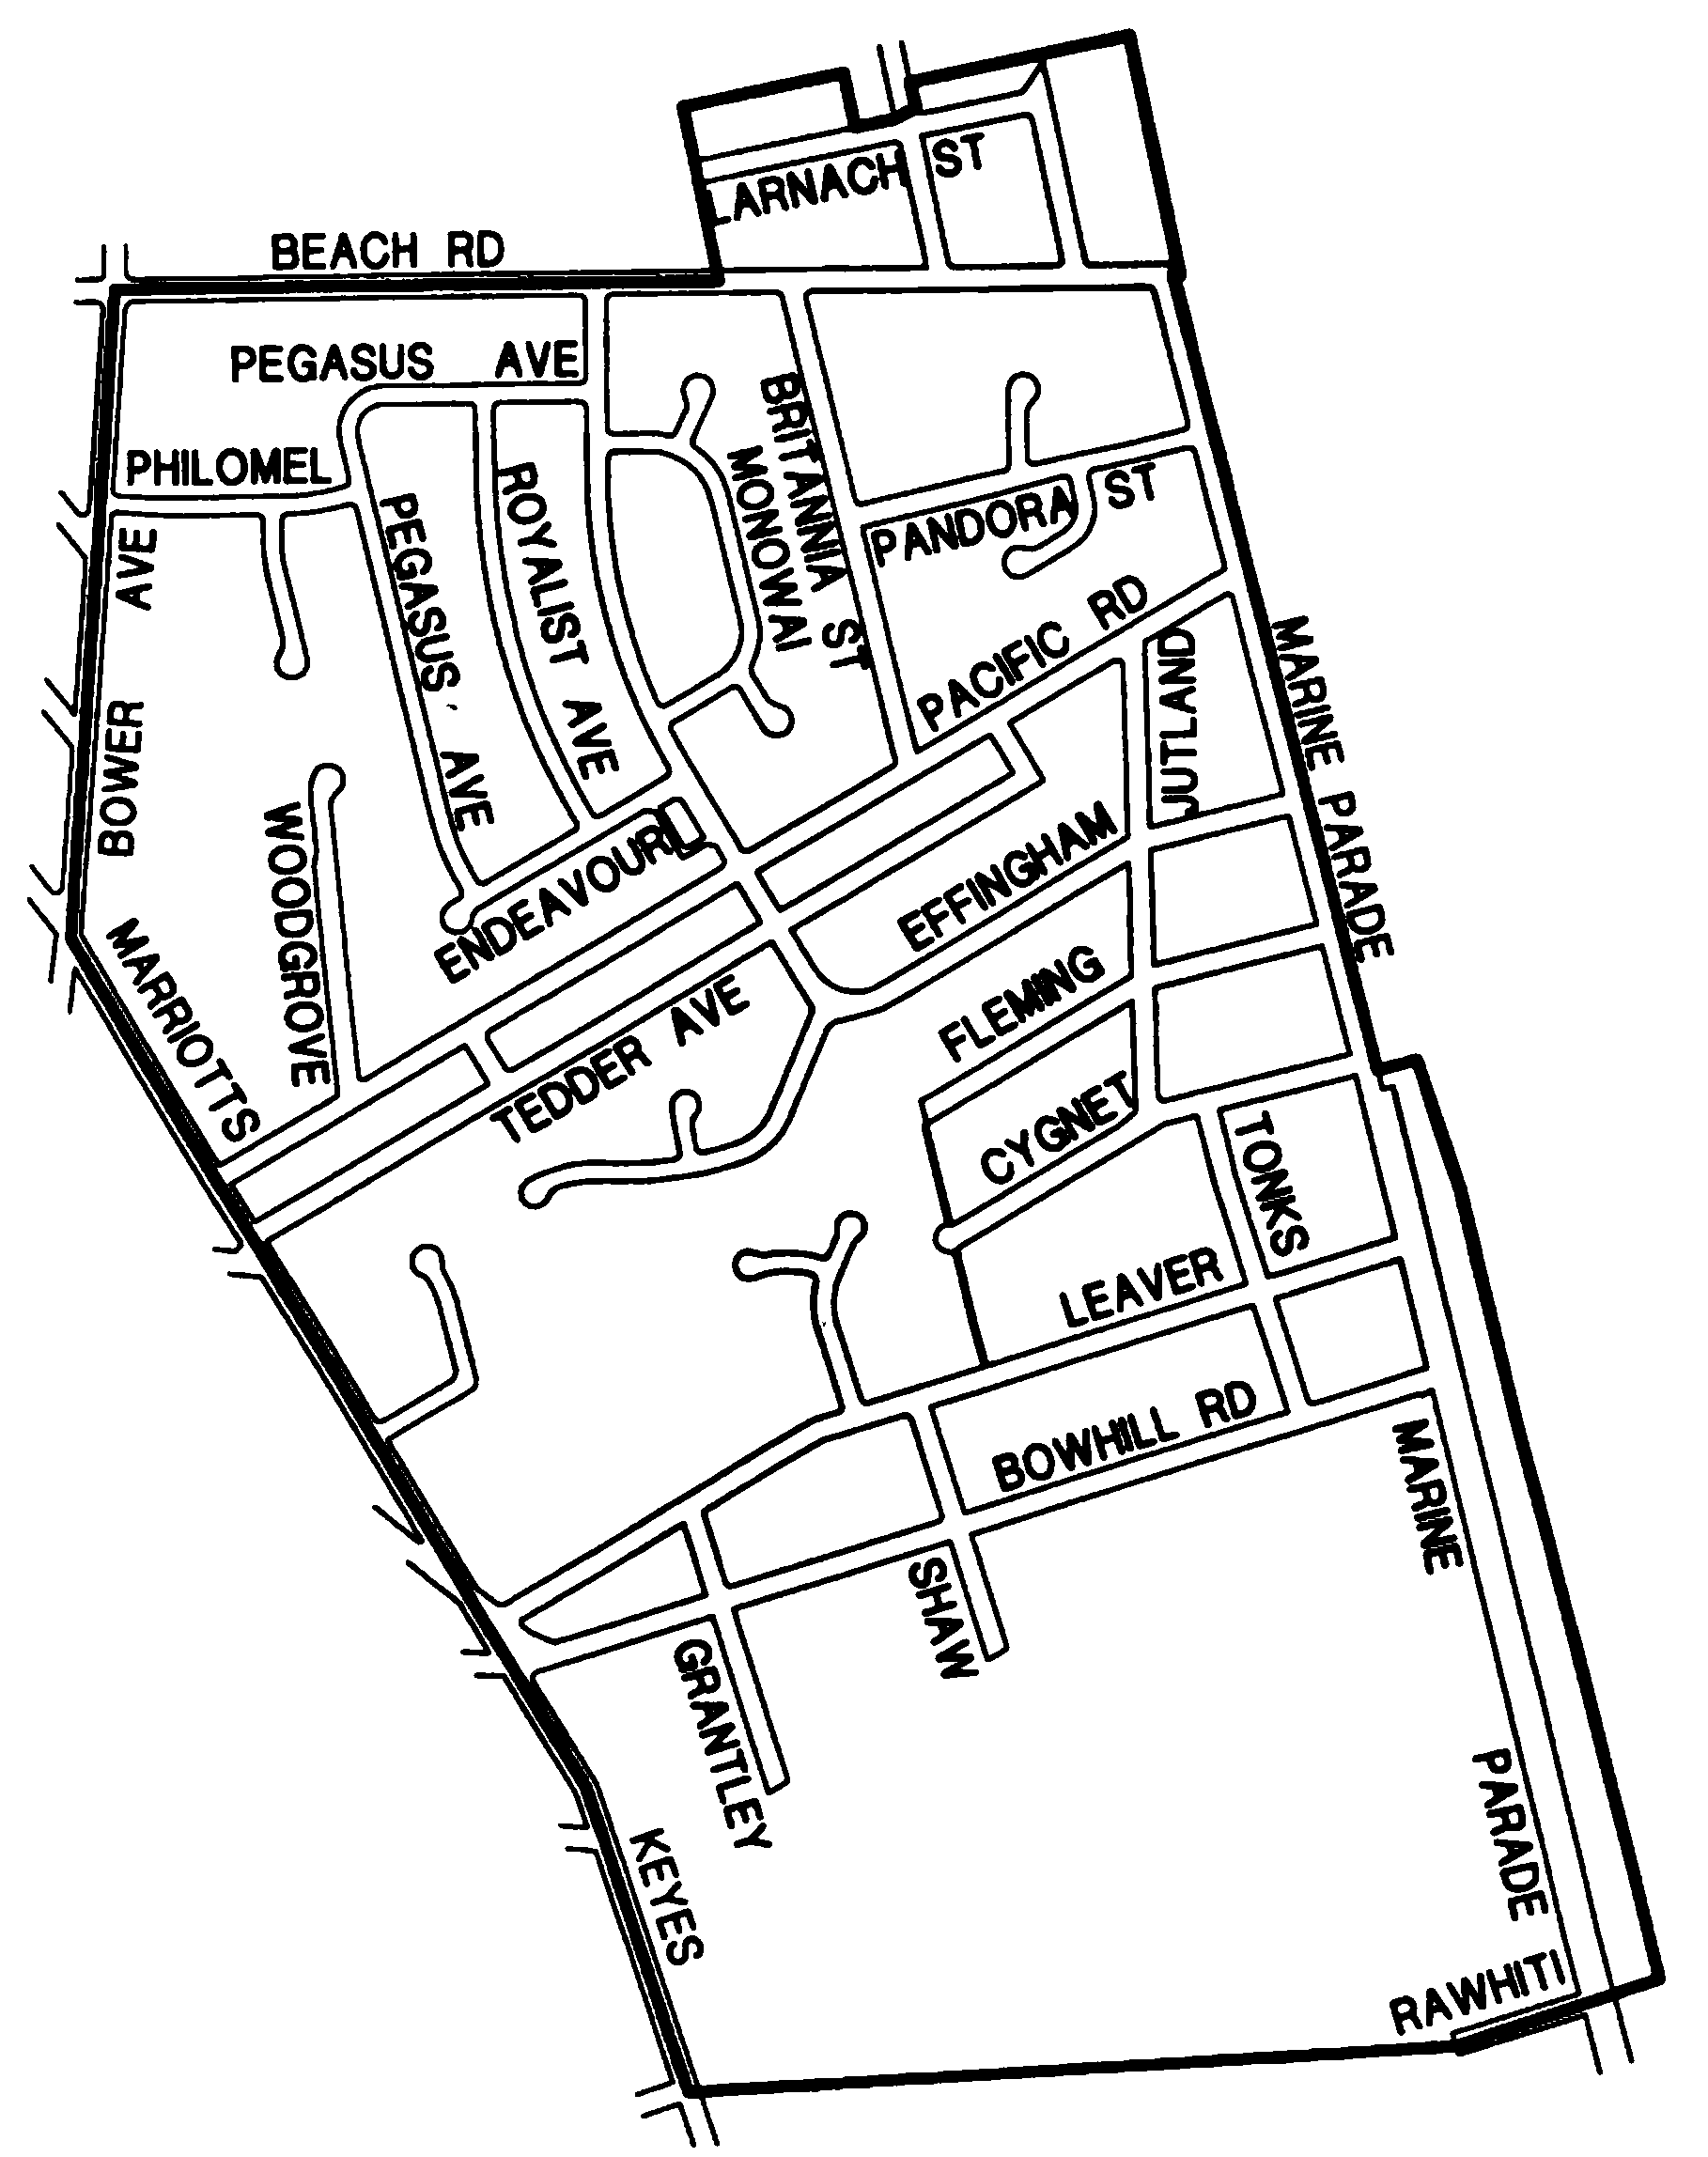 LARNACH ST
BEACH RD
PEGASUS AVE
PHILOMEL
BRITANNIA ST
MONOWAI
ROYALIST AVE
PEGASUS AVE
PANDORA ST
BOWER AVE
PACIFIC RD
JUTLAND
MARINE PARADE
WOODGROVE
ENDEAVOUR
EFFINGHAM
MARRIOTTS
TEDDER AVE
FLEMING
CYGNET
TONKS
LEAVER
BOWHILL RD
MARINE PARADE
SHAW
GRANTLEY
KEYES
RAWHITI